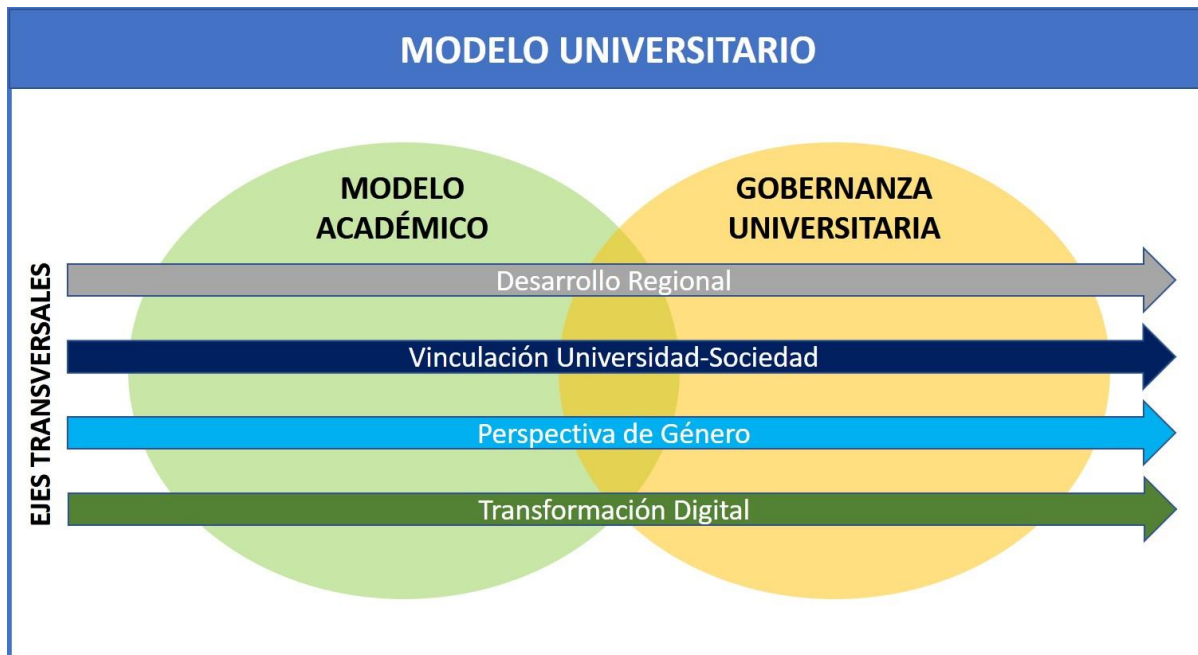 MODELO UNIVERSITARIO
MODELO
ACADÉMICO
GOBERNANZA
UNIVERSITARIA
EJES TRANSVERSALES
Desarrollo Regional
Vinculación Universidad-Sociedad
Perspectiva de Género
Transformación Digital